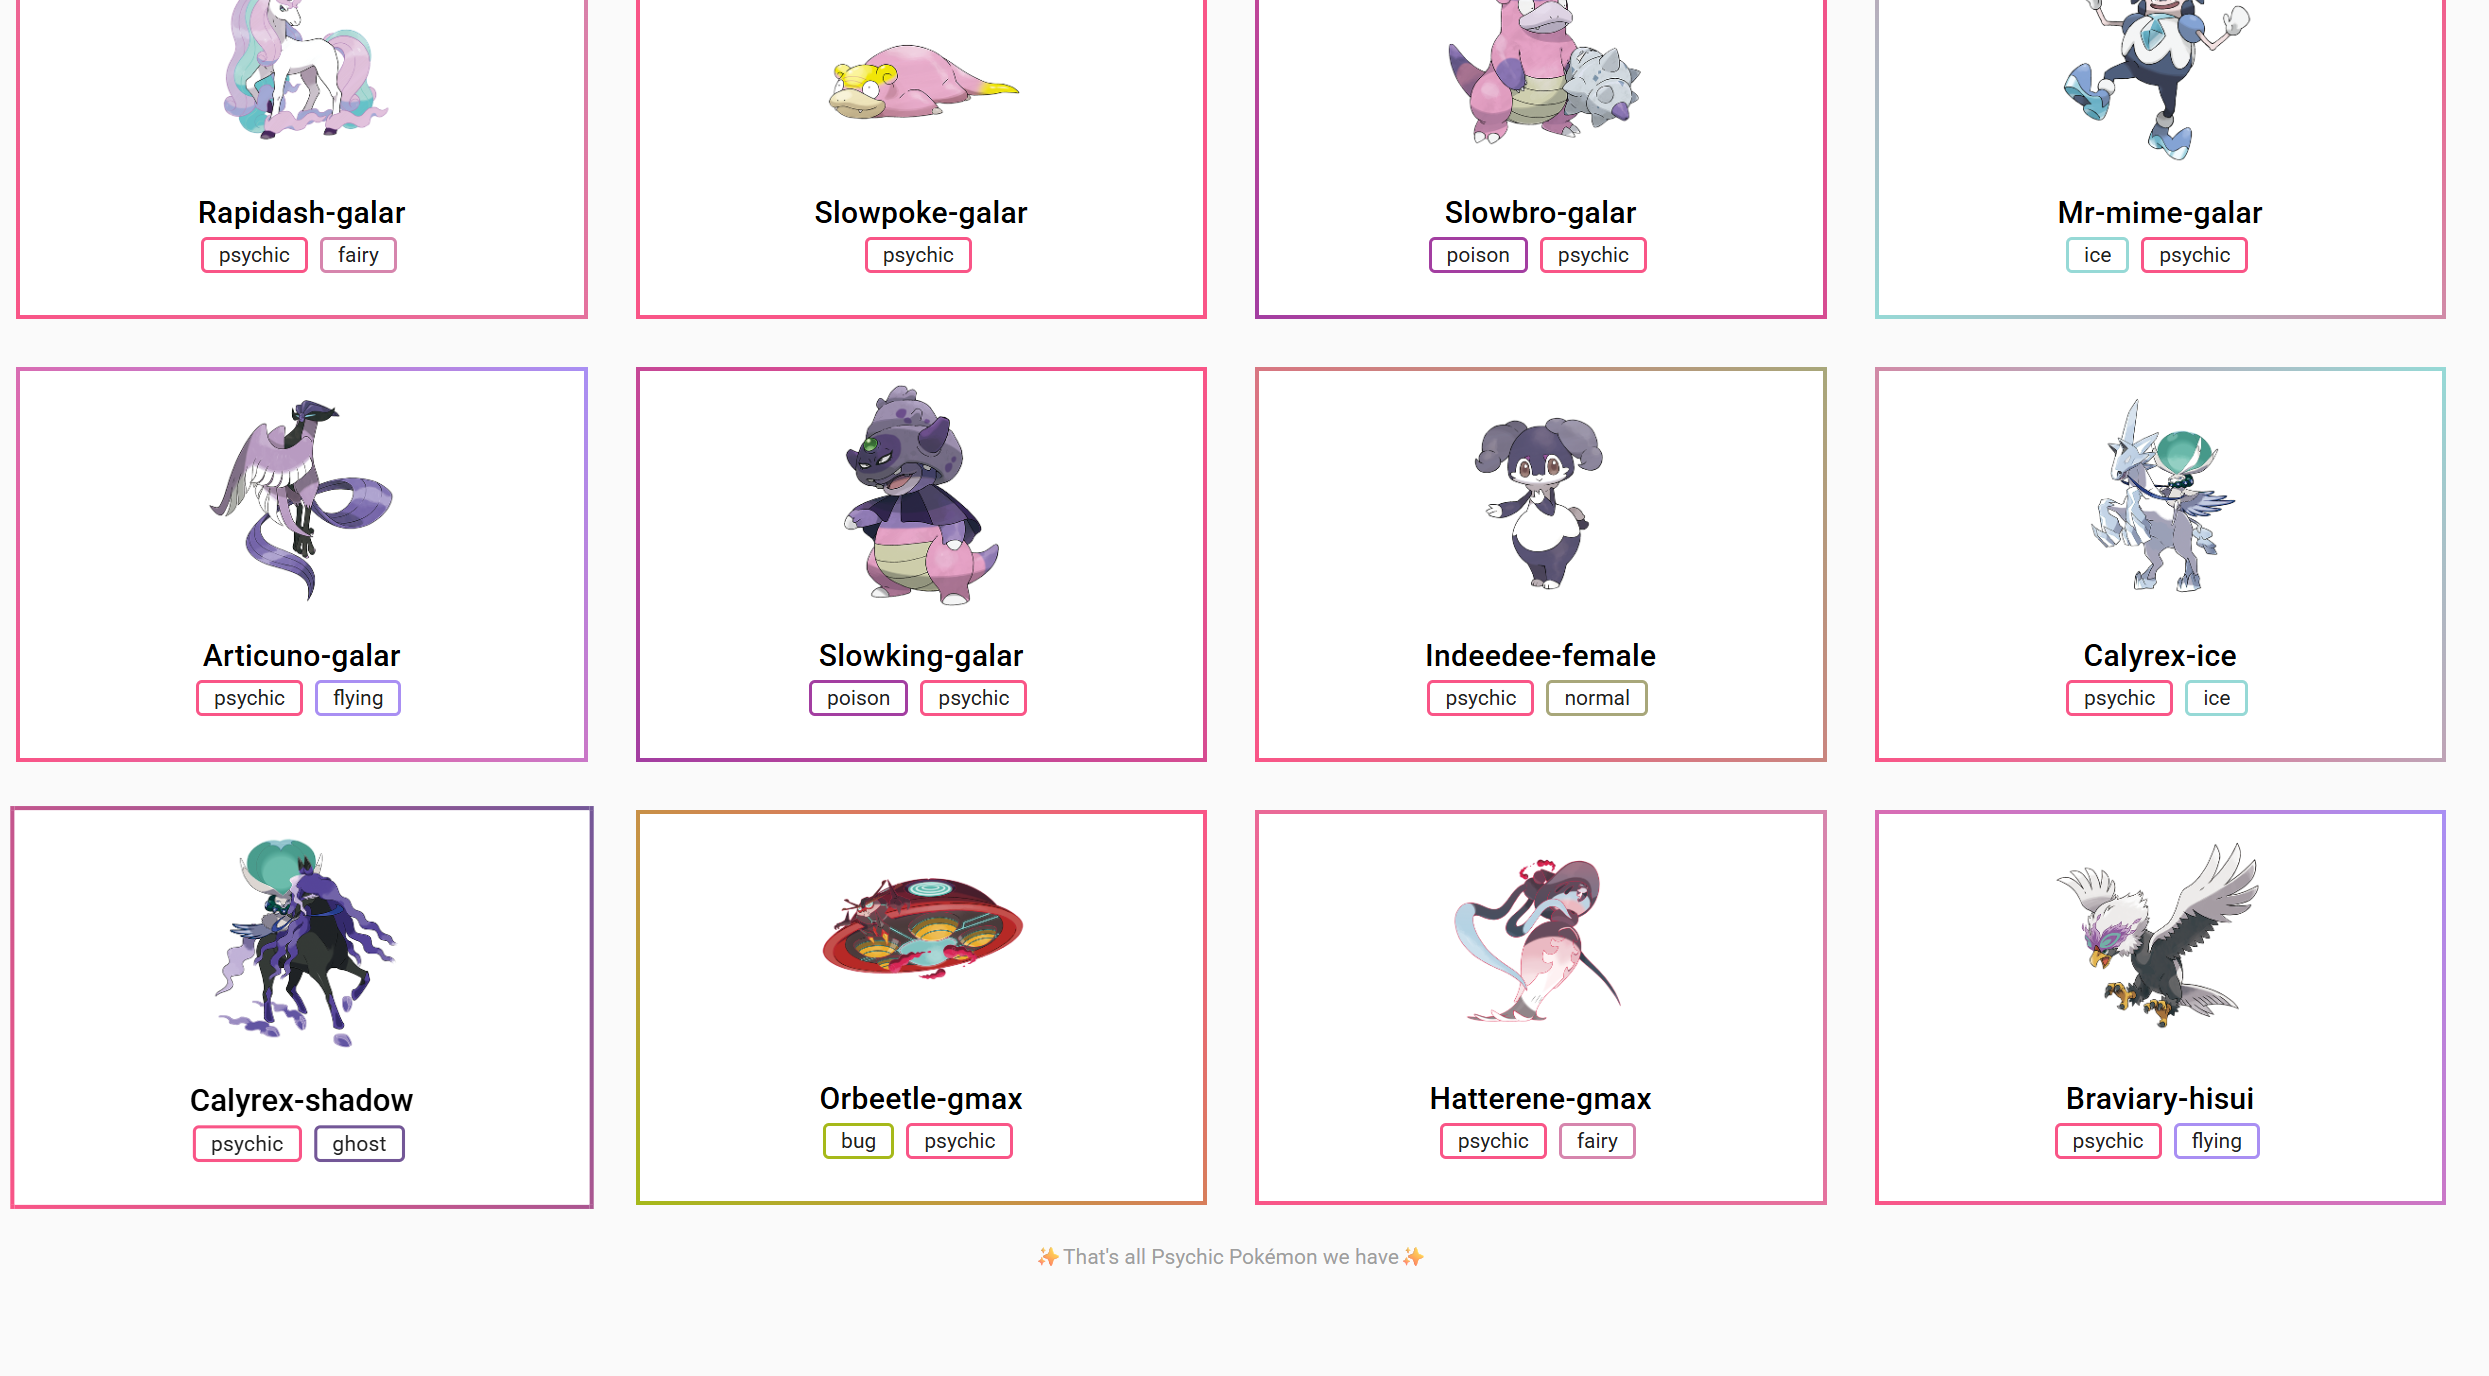 Rapidash-galar
psychic fairy
Slowpoke-galar
psychic
Slowbro-galar
poison psychic
Mr-mime-galar
ice psychic
Articuno-galar
psychic flying
Slowking-galar
poison psychic
Indeedee-female
psychic normal
Calyrex-ice
psychic ice
Calyrex-shadow
psychic ghost
Orbeetle-gmax
bug psychic
Hatterene-gmax
psychic fairy
Braviary-hisui
psychic flying
✨That's all Psychic Pokémon we have✨